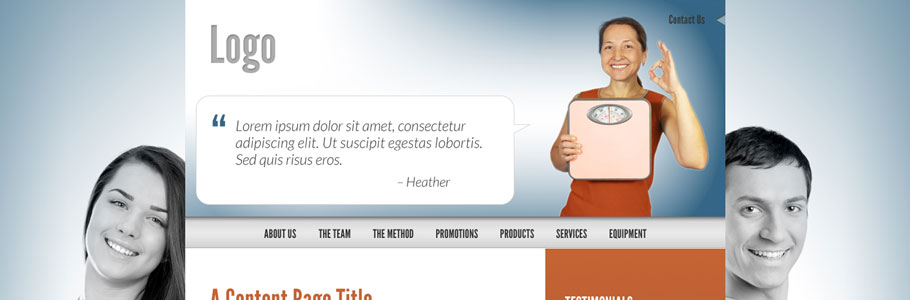 Contact Us
Logo
“ Lorem ipsum dolor sit amet, consectetur
adipiscing elit. Ut suscipit egestas lobortis.
Sed quis risus eros.
– Heather
ABOUT US THE TEAM THE METHOD PROMOTIONS PRODUCTS SERVICES EQUIPMENT
A Content Page Title
TESTIMONIALS